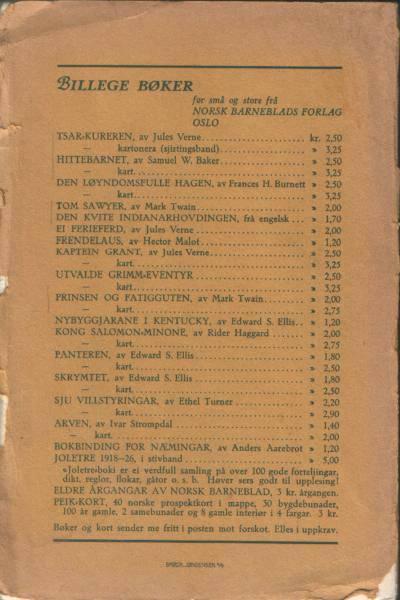 BILLEGE BØKER
for små og store frå
NORSK BARNEBLADS FORLAG
OSLO
TSAR-KUREREN, av Jules Verne ........ kr. 2,50
— kartonera (sjirtingsband) ........ » 3,25
HITTEBARNET, av Samuel W. Baker ........ » 2,50
— kart. ........ » 3,25
DEN LØYNDOMSFULLE HAGEN, av Frances H. Burnett » 2,50
— kart. ........ » 3,25
TOM SAWYER, av Mark Twain ........ » 2,00
DEN KVITE INDIANARHOVDINGEN, frå engelsk ... » 1,70
EI FERIEFERD, av Jules Verne ........ » 2,00
FRENDELAUS, av Hector Malot ........ » 1,20
KAPTEIN GRANT, av Jules Verne ........ » 2,50
— kart. ........ » 3,25
UTVALDE GRIMM-EVENTYR ........ » 2,50
— kart. ........ » 3,25
PRINSEN OG FATIGGUTEN, av Mark Twain ........ » 2,00
— kart. ........ » 2,75
NYBYGGJARANE I KENTUCKY, av Edward S. Ellis .. » 1,20
KONG SALOMON-MINONE, av Rider Haggard ........ » 2,00
— kart. ........ » 2,75
PANTEREN, av Edward S. Ellis ........ » 1,80
— kart. ........ » 2,50
SKRYMTET, av Edward S. Ellis ........ » 1,80
— kart. ........ » 2,50
SJU VILLSTYRINGAR, av Ethel Turner ........ » 2,20
— kart. ........ » 2,90
ARVEN, av Ivar Strompdal ........ » 1,40
— kart. ........ » 2,00
BOKBINDING FOR NÆMINGAR, av Anders Aarebrot » 1,20
JOLETRE 1918-26, i stivband ........ » 5,00
»Joletre«boki er ei verdfull samling på over 100 gode forteljingar,
dikt, reglor, flokar, gåtor o. s. b. Høver sers godt til upplesing!
ELDRE ÅRGANGAR AV NORSK BARNEBLAD, 3 kr. årgangen.
PEIK-KORT, 40 norske prospektkort i mappe, 30 bygdebunader,
100 år gamle, 2 samebunader og 8 gamle interiør i 4 fargar. 3 kr.
Bøker og kort sender me fritt i posten mot forskot. Elles i uppkrav.